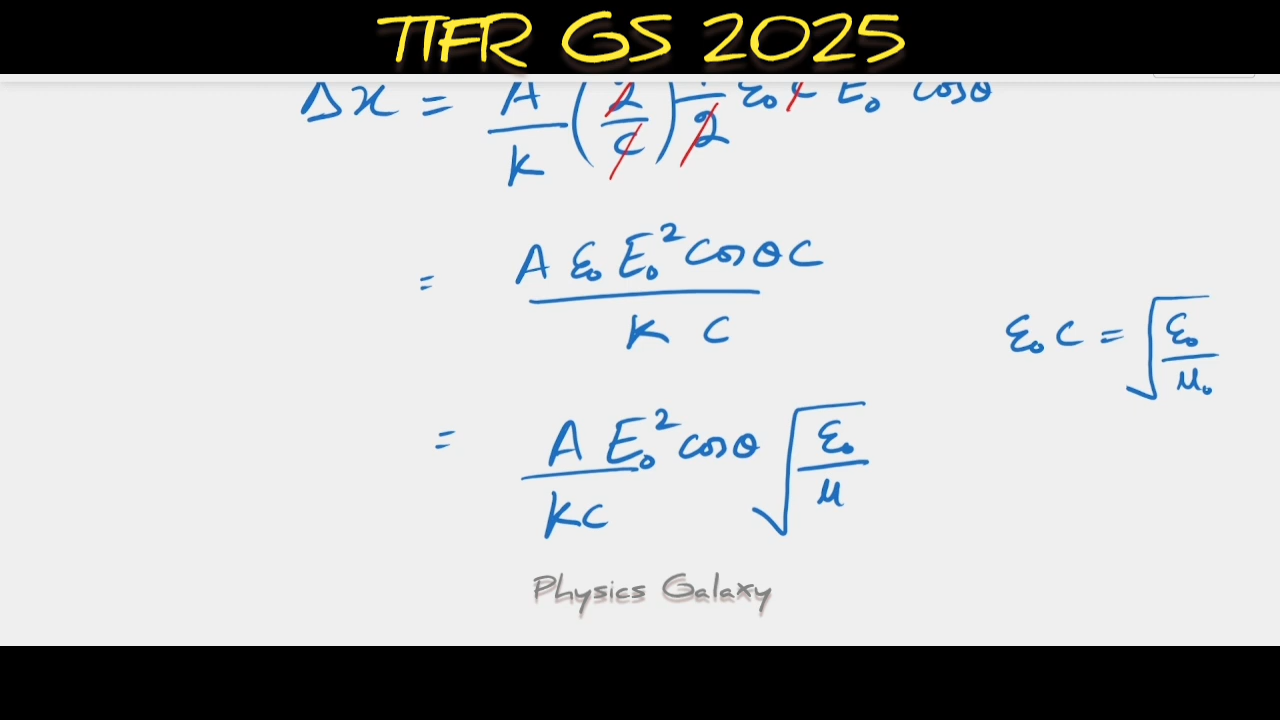 TIFR GS 2025
Δx = A/k (2/c) 1/2 ε₀ c E₀ cosθ
= A ε₀ E₀² cosθ c / k c
ε₀ c = √(ε₀/μ₀)
= A E₀² / kc cosθ √(ε₀/μ)
Physics Galaxy